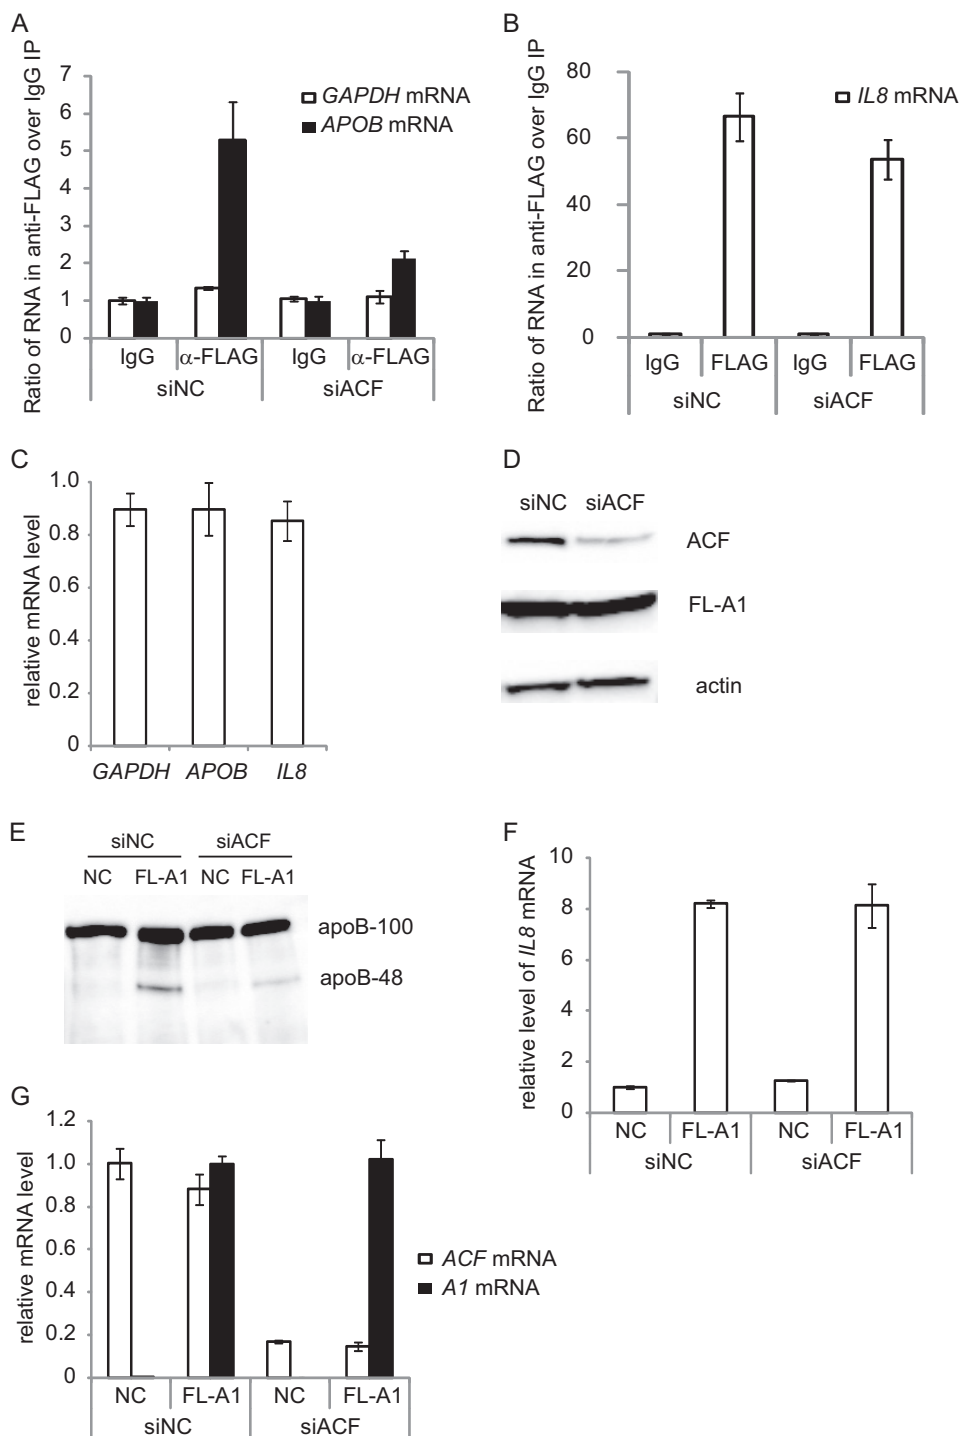 A
Ratio of RNA in anti-FLAG over IgG IP
7
6
5
4
3
2
1
0
GAPDH mRNA
APOB mRNA
IgG α-FLAG IgG α-FLAG
siNC siACF
B
Ratio of RNA in anti-FLAG over IgG IP
80
60
40
20
0
IL8 mRNA
IgG FLAG IgG FLAG
siNC siACF
C
relative mRNA level
1.0
0.8
0.6
0.4
0.2
0
GAPDH APOB IL8
D
siNC siACF
ACF
FL-A1
actin
E
siNC siACF
NC FL-A1 NC FL-A1
apoB-100
apoB-48
F
relative level of IL8 mRNA
10
8
6
4
2
0
NC FL-A1 NC FL-A1
siNC siACF
G
relative mRNA level
1.2
1.0
0.8
0.6
0.4
0.2
0
ACF mRNA
A1 mRNA
NC FL-A1 NC FL-A1
siNC siACF